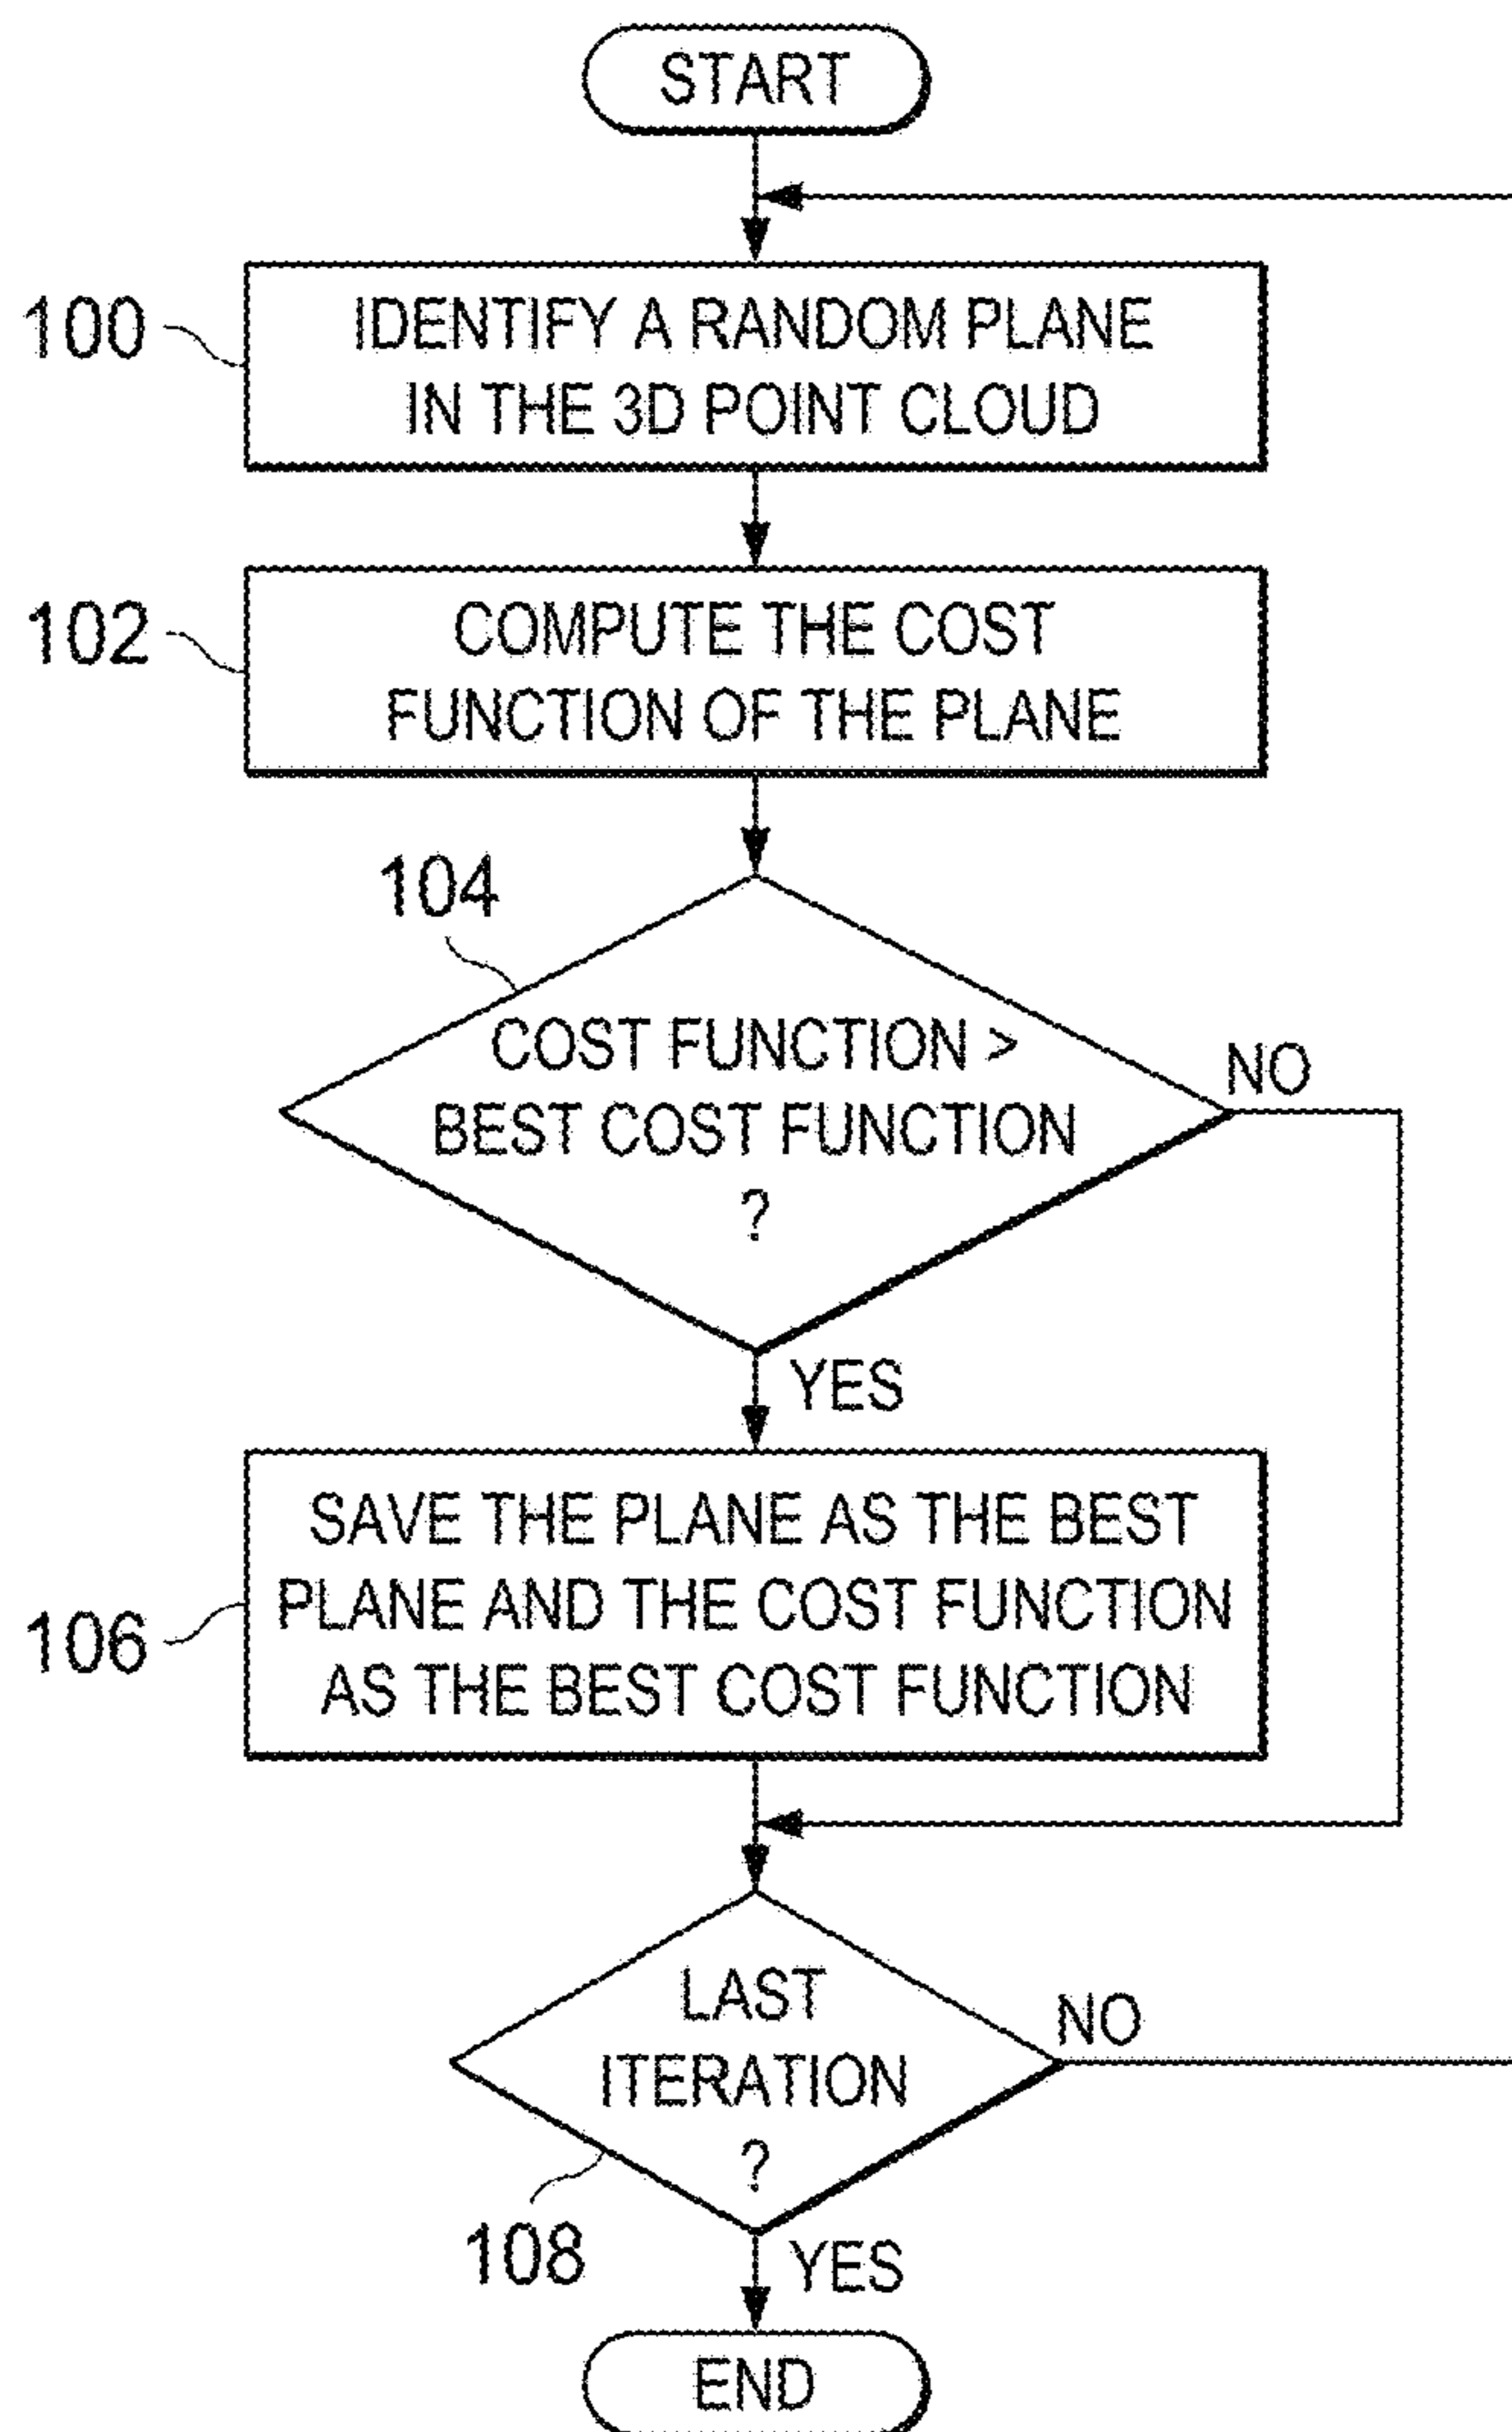 START
100
IDENTIFY A RANDOM PLANE
IN THE 3D POINT CLOUD
102
COMPUTE THE COST
FUNCTION OF THE PLANE
104
COST FUNCTION >
BEST COST FUNCTION
?
NO
YES
106
SAVE THE PLANE AS THE BEST
PLANE AND THE COST FUNCTION
AS THE BEST COST FUNCTION
LAST
ITERATION
?
NO
108
YES
END